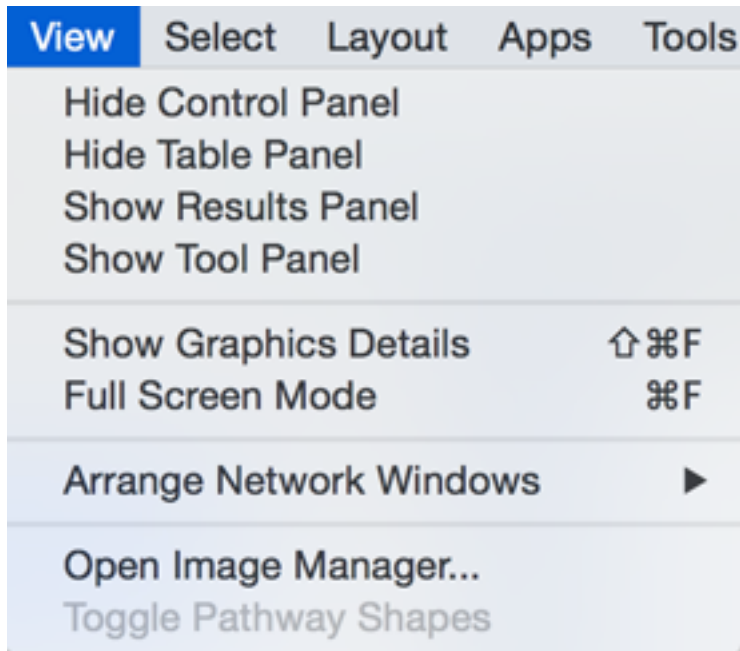 View Select Layout Apps Tools
Hide Control Panel
Hide Table Panel
Show Results Panel
Show Tool Panel
Show Graphics Details ⇧⌘F
Full Screen Mode ⌘F
Arrange Network Windows ▶
Open Image Manager...
Toggle Pathway Shapes